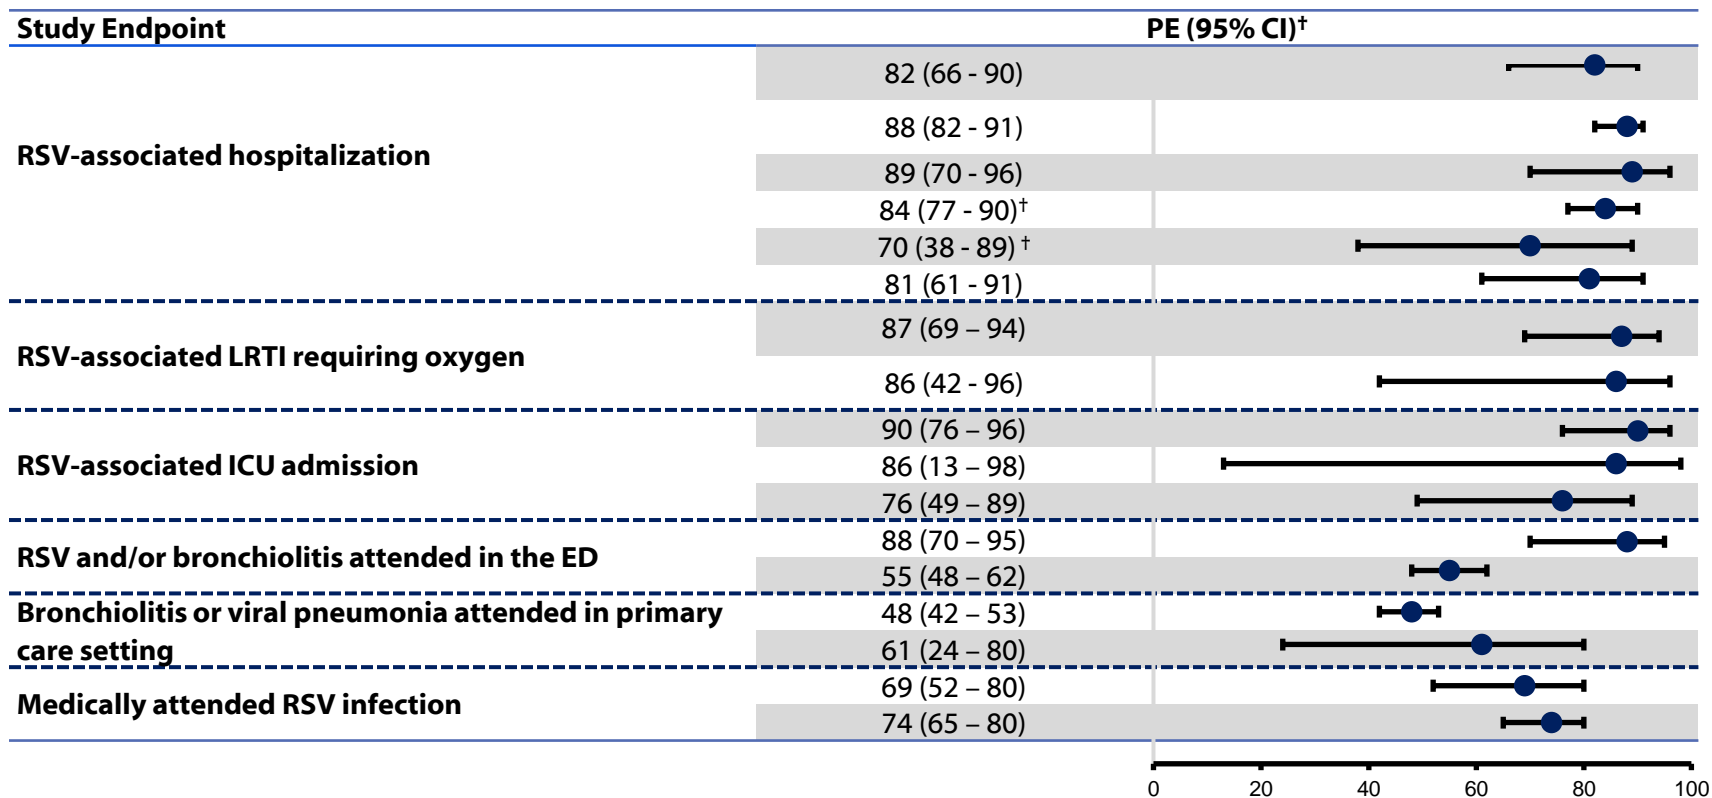 Study Endpoint PE (95% CI)†
RSV-associated hospitalization
82 (66 - 90)
88 (82 - 91)
89 (70 - 96)
84 (77 - 90)†
70 (38 - 89) †
81 (61 - 91)
RSV-associated LRTI requiring oxygen
87 (69 – 94)
86 (42 - 96)
RSV-associated ICU admission
90 (76 – 96)
86 (13 – 98)
76 (49 – 89)
RSV and/or bronchiolitis attended in the ED
88 (70 – 95)
55 (48 – 62)
Bronchiolitis or viral pneumonia attended in primary
care setting
48 (42 – 53)
61 (24 – 80)
Medically attended RSV infection
69 (52 – 80)
74 (65 – 80)
0 20 40 60 80 100